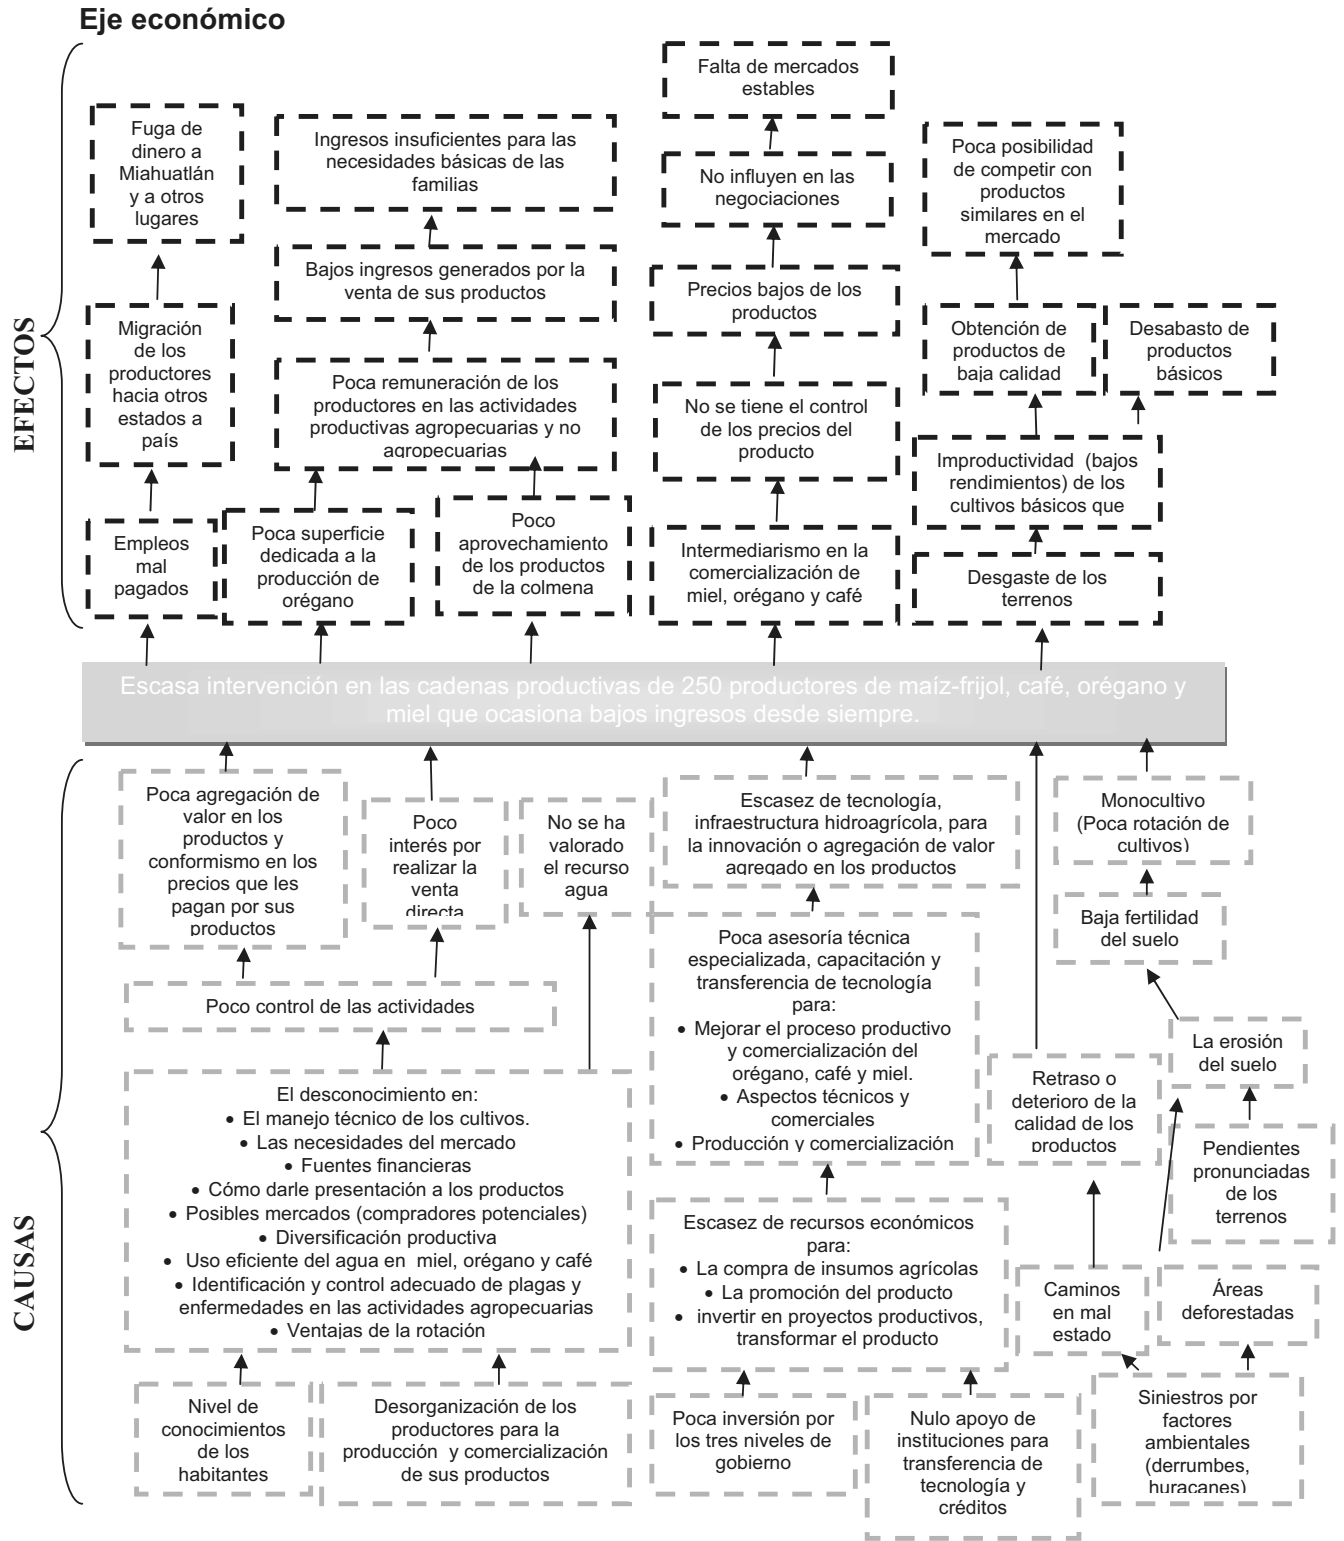 Eje económico
EFECTOS
Fuga de
dinero a
Miahuatlán
y a otros
lugares
Migración
de los
productores
hacia otros
estados a
país
Empleos
mal
pagados
Ingresos insuficientes para las
necesidades básicas de las
familias
Bajos ingresos generados por la
venta de sus productos
Poca remuneración de los
productores en las actividades
productivas agropecuarias y no
agropecuarias
Poca superficie
dedicada a la
producción de
orégano
Poco
aprovechamiento
de los productos
de la colmena
Falta de mercados
estables
No influyen en las
negociaciones
Precios bajos de los
productos
No se tiene el control
de los precios del
producto
Intermediarismo en la
comercialización de
miel, orégano y café
Poca posibilidad
de competir con
productos
similares en el
mercado
Obtención de
productos de
baja calidad
Desabasto de
productos
básicos
Improductividad (bajos
rendimientos) de los
cultivos básicos que
Desgaste de los
terrenos
Escasa intervención en las cadenas productivas de 250 productores de maíz-frijol, café, orégano y
miel que ocasiona bajos ingresos desde siempre.
CAUSAS
Poca agregación de
valor en los
productos y
conformismo en los
precios que les
pagan por sus
productos
Poco
interés por
realizar la
venta
directa
No se ha
valorado
el recurso
agua
Poco control de las actividades
El desconocimiento en:
• El manejo técnico de los cultivos.
• Las necesidades del mercado
• Fuentes financieras
• Cómo darle presentación a los productos
• Posibles mercados (compradores potenciales)
• Diversificación productiva
• Uso eficiente del agua en miel, orégano y café
• Identificación y control adecuado de plagas y
enfermedades en las actividades agropecuarias
• Ventajas de la rotación
Nivel de
conocimientos
de los
habitantes
Desorganización de los
productores para la
producción y comercialización
de sus productos
Escasez de tecnología,
infraestructura hidroagrícola, para
la innovación o agregación de valor
agregado en los productos
Poca asesoría técnica
especializada, capacitación y
transferencia de tecnología
para:
• Mejorar el proceso productivo
y comercialización del
orégano, café y miel.
• Aspectos técnicos y
comerciales
• Producción y comercialización
Escasez de recursos económicos
para:
• La compra de insumos agrícolas
• La promoción del producto
• invertir en proyectos productivos,
transformar el producto
Poca inversión por
los tres niveles de
gobierno
Nulo apoyo de
instituciones para
transferencia de
tecnología y
créditos
Monocultivo
(Poca rotación de
cultivos)
Baja fertilidad
del suelo
La erosión
del suelo
Retraso o
deterioro de la
calidad de los
productos
Pendientes
pronunciadas
de los
terrenos
Caminos
en mal
estado
Áreas
deforestadas
Siniestros por
factores
ambientales
(derrumbes,
huracanes)